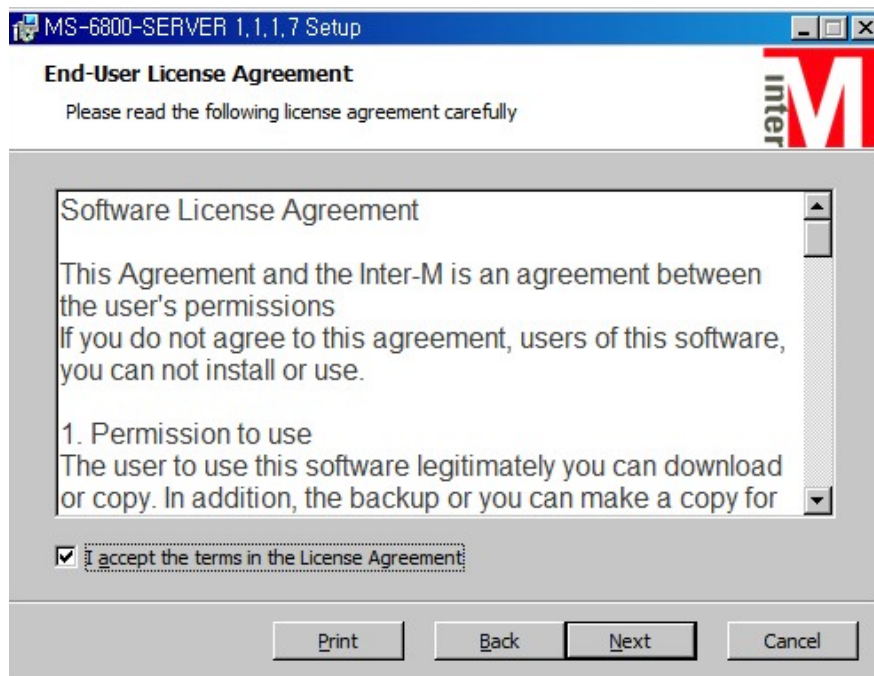 MS-6800-SERVER 1,1,1,7 Setup
End-User License Agreement
Please read the following license agreement carefully
inter M
Software License Agreement
This Agreement and the Inter-M is an agreement between
the user's permissions
If you do not agree to this agreement, users of this software,
you can not install or use.
1. Permission to use
The user to use this software legitimately you can download
or copy. In addition, the backup or you can make a copy for
I accept the terms in the License Agreement
Print Back Next Cancel